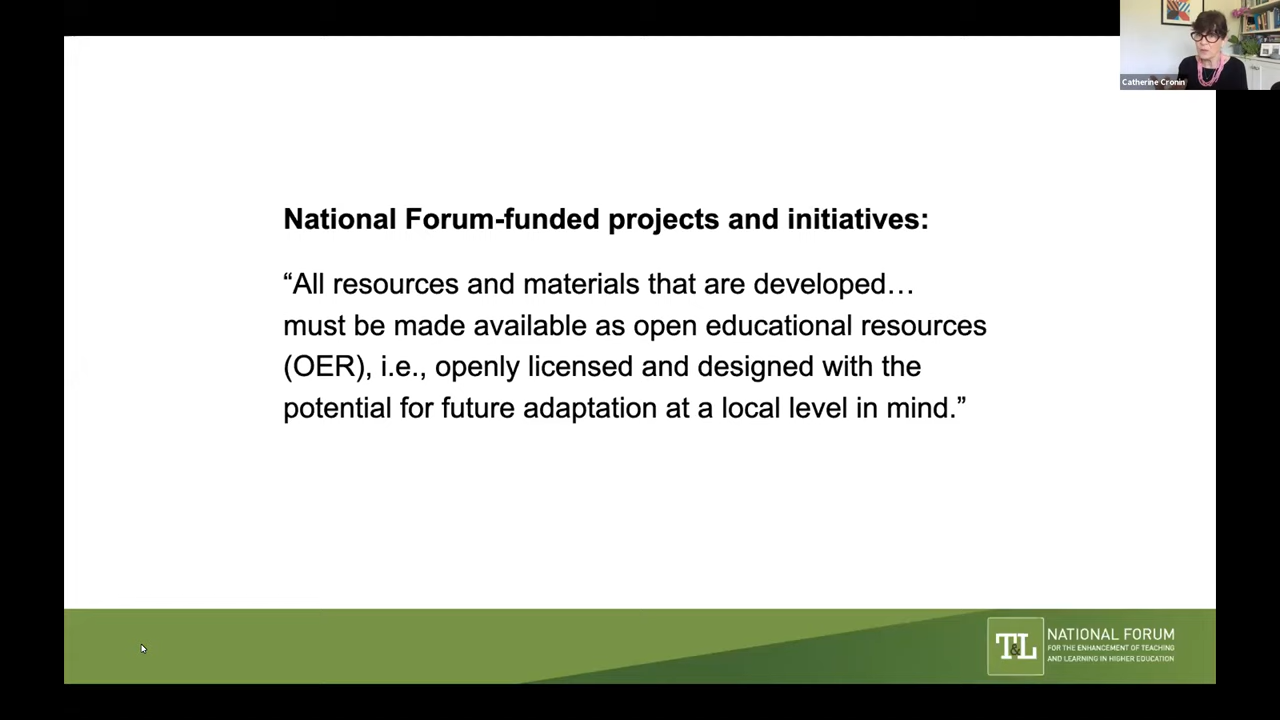 Catherine Cronin
National Forum-funded projects and initiatives:
“All resources and materials that are developed…
must be made available as open educational resources
(OER), i.e., openly licensed and designed with the
potential for future adaptation at a local level in mind.”
T&L
NATIONAL FORUM
FOR THE ENHANCEMENT OF TEACHING
AND LEARNING IN HIGHER EDUCATION